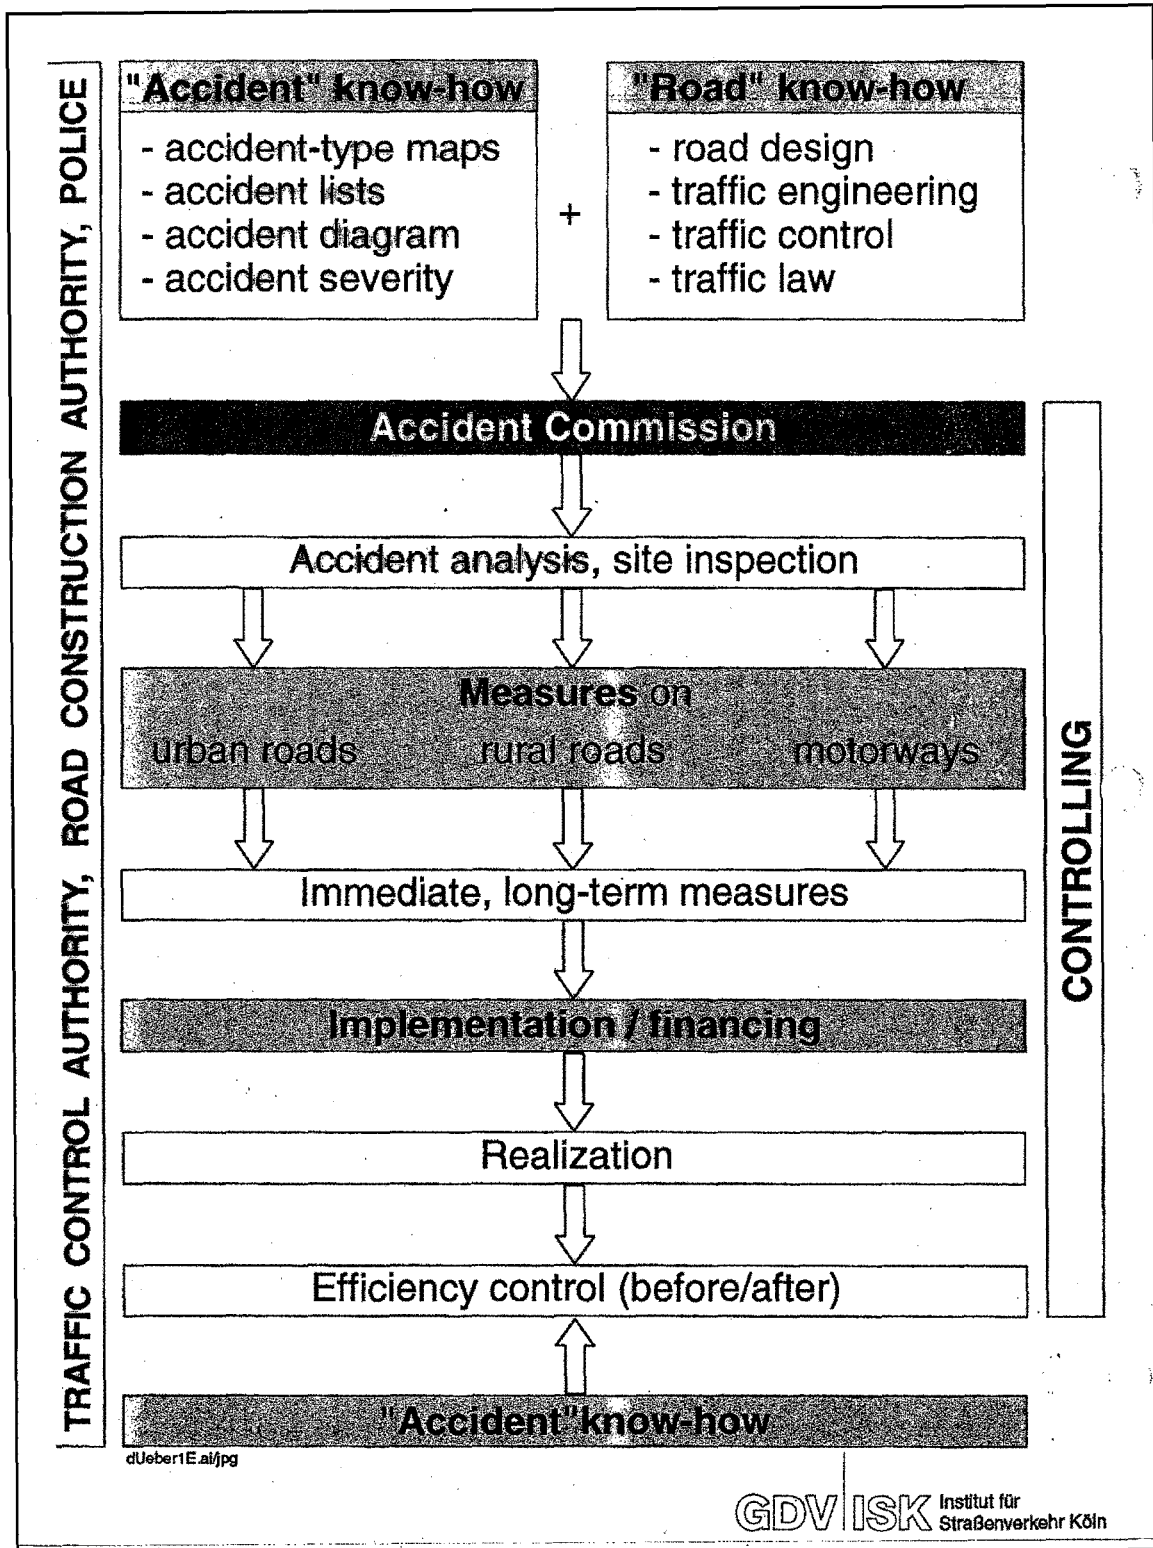 TRAFFIC CONTROL AUTHORITY, ROAD CONSTRUCTION AUTHORITY, POLICE
"Accident" know-how
- accident-type maps
- accident lists
- accident diagram
- accident severity
+
"Road" know-how
- road design
- traffic engineering
- traffic control
- traffic law
Accident Commission
Accident analysis, site inspection
Measures on
urban roads rural roads motorways
Immediate, long-term measures
Implementation / financing
Realization
Efficiency control (before/after)
"Accident"know-how
CONTROLLING
dUeber1E.ai/jpg
GDV ISK Institut für
Straßenverkehr Köln